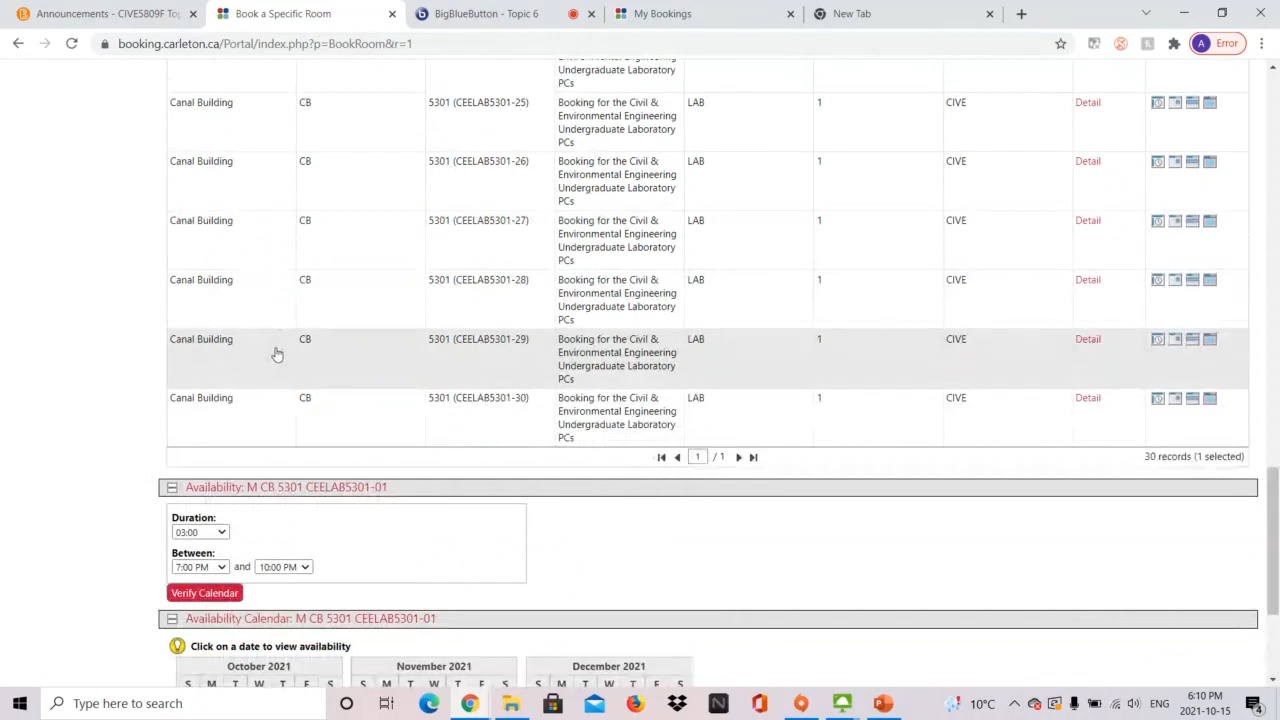 Announcements - CIVE5809F Top
Book a Specific Room
BigBlueButton - Topic 6
My Bookings
New Tab
booking.carleton.ca/Portal/index.php?p=BookRoom&r=1
A Error
Environmental Engineering
Undergraduate Laboratory
PCs
Canal Building CB 5301 (CEELAB5301-25) Booking for the Civil & LAB 1 CIVE Detail
Environmental Engineering
Undergraduate Laboratory
PCs
Canal Building CB 5301 (CEELAB5301-26) Booking for the Civil & LAB 1 CIVE Detail
Environmental Engineering
Undergraduate Laboratory
PCs
Canal Building CB 5301 (CEELAB5301-27) Booking for the Civil & LAB 1 CIVE Detail
Environmental Engineering
Undergraduate Laboratory
PCs
Canal Building CB 5301 (CEELAB5301-28) Booking for the Civil & LAB 1 CIVE Detail
Environmental Engineering
Undergraduate Laboratory
PCs
Canal Building CB 5301 (CEELAB5301-29) Booking for the Civil & LAB 1 CIVE Detail
Environmental Engineering
Undergraduate Laboratory
PCs
Canal Building CB 5301 (CEELAB5301-30) Booking for the Civil & LAB 1 CIVE Detail
Environmental Engineering
Undergraduate Laboratory
PCs
1 / 1 30 records (1 selected)
Availability: M CB 5301 CEELAB5301-01
Duration:
03:00
Between:
7:00 PM and 10:00 PM
Verify Calendar
Availability Calendar: M CB 5301 CEELAB5301-01
Click on a date to view availability
October 2021 November 2021 December 2021
S M T W T F S S M T W T F S S M T W T F S
Type here to search
10°C
ENG
6:10 PM
2021-10-15
4